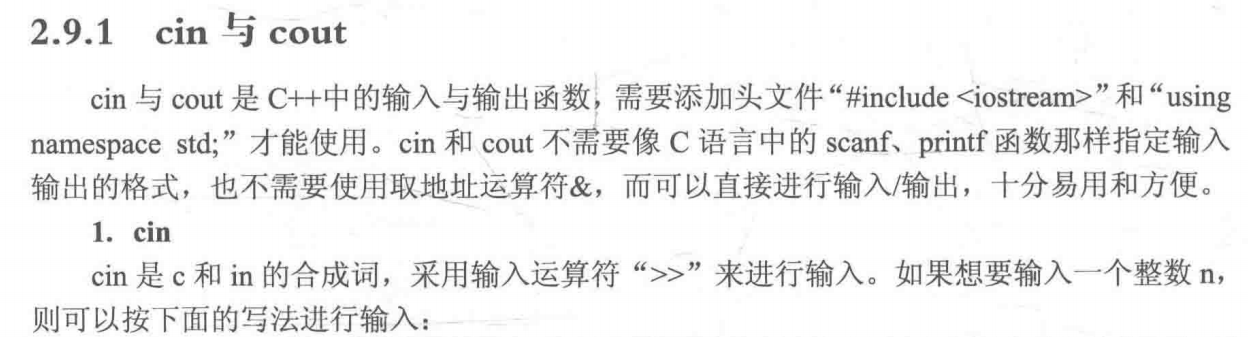 2.9.1 cin 与 cout
cin 与 cout 是 C++中的输入与输出函数，需要添加头文件“#include <iostream>”和“using
namespace std;”才能使用。cin 和 cout 不需要像 C 语言中的 scanf、printf 函数那样指定输入
输出的格式，也不需要使用取地址运算符&，而可以直接进行输入/输出，十分易用和方便。
1. cin
cin 是 c 和 in 的合成词，采用输入运算符“>>”来进行输入。如果想要输入一个整数 n，
则可以按下面的写法进行输入：